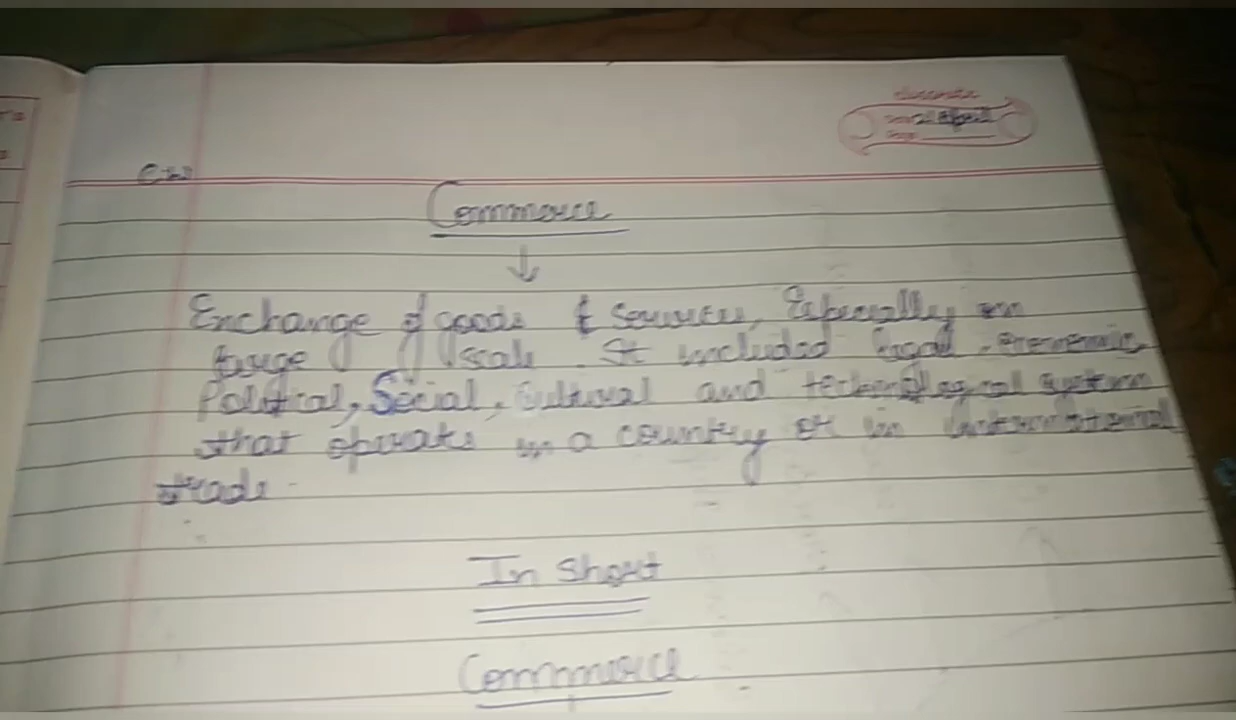 C.W
Commerce
↓
Exchange of goods & services, Especially on
large scale. It included legal, economic,
Political, Social, cultural and technological system
that operate in a country or in international
trade.
In Short
Commerce